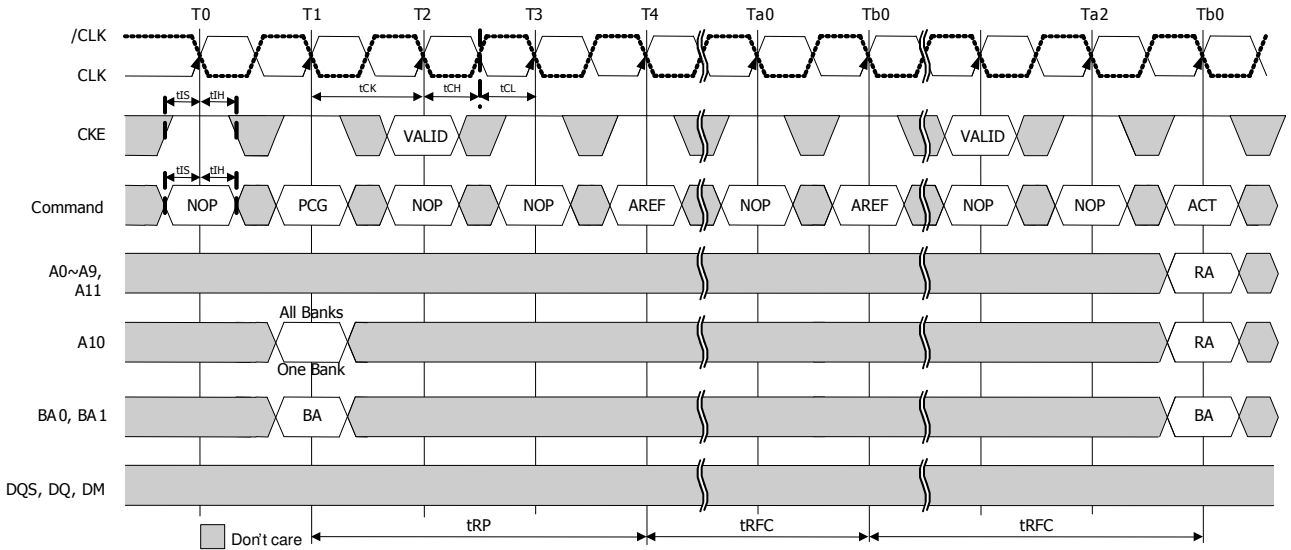 T0 T1 T2 T3 T4 Ta0 Tb0 Ta2 Tb0
/CLK
CLK
tCK tCH tCL
tIS tIH
CKE VALID VALID
tIS tIH
Command NOP PCG NOP NOP AREF NOP AREF NOP NOP ACT
A0~A9,
A11
RA
All Banks
A10 RA
One Bank
BA0, BA1 BA BA
DQS, DQ, DM
tRP tRFC tRFC
Don't care